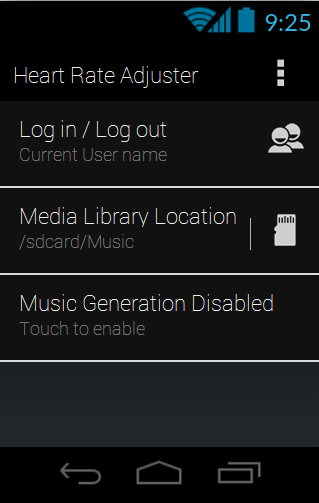 9:25
Heart Rate Adjuster
Log in / Log out
Current User name
Media Library Location
/sdcard/Music
Music Generation Disabled
Touch to enable